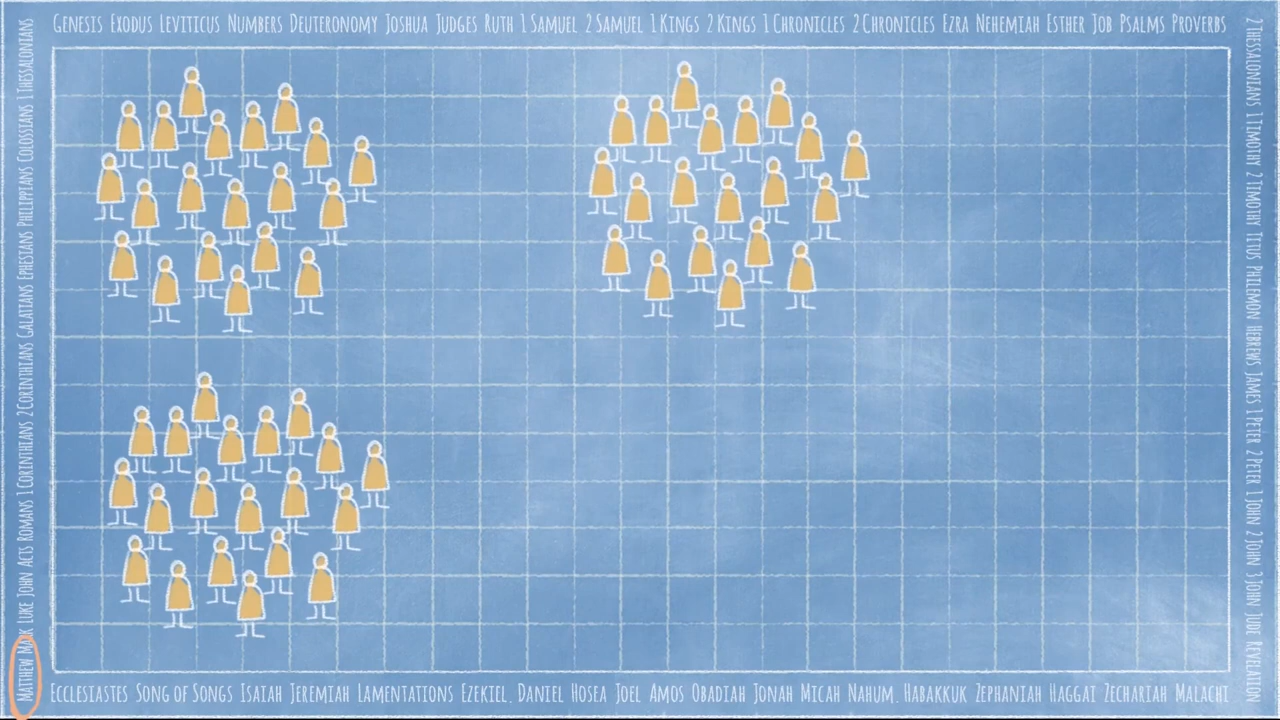 Genesis Exodus Leviticus Numbers Deuteronomy Joshua Judges Ruth 1 Samuel 2 Samuel 1 Kings 2 Kings 1 Chronicles 2 Chronicles Ezra Nehemiah Esther Job Psalms Proverbs
Ecclesiastes Song of Songs Isaiah Jeremiah Lamentations Ezekiel Daniel Hosea Joel Amos Obadiah Jonah Micah Nahum Habakkuk Zephaniah Haggai Zechariah Malachi
Matthew Mark Luke John Acts Romans 1 Corinthians 2 Corinthians Galatians Ephesians Philippians Colossians 1 Thessalonians
2 Thessalonians 1 Timothy 2 Timothy Titus Philemon Hebrews James 1 Peter 2 Peter 1 John 2 John 3 John Jude Revelation